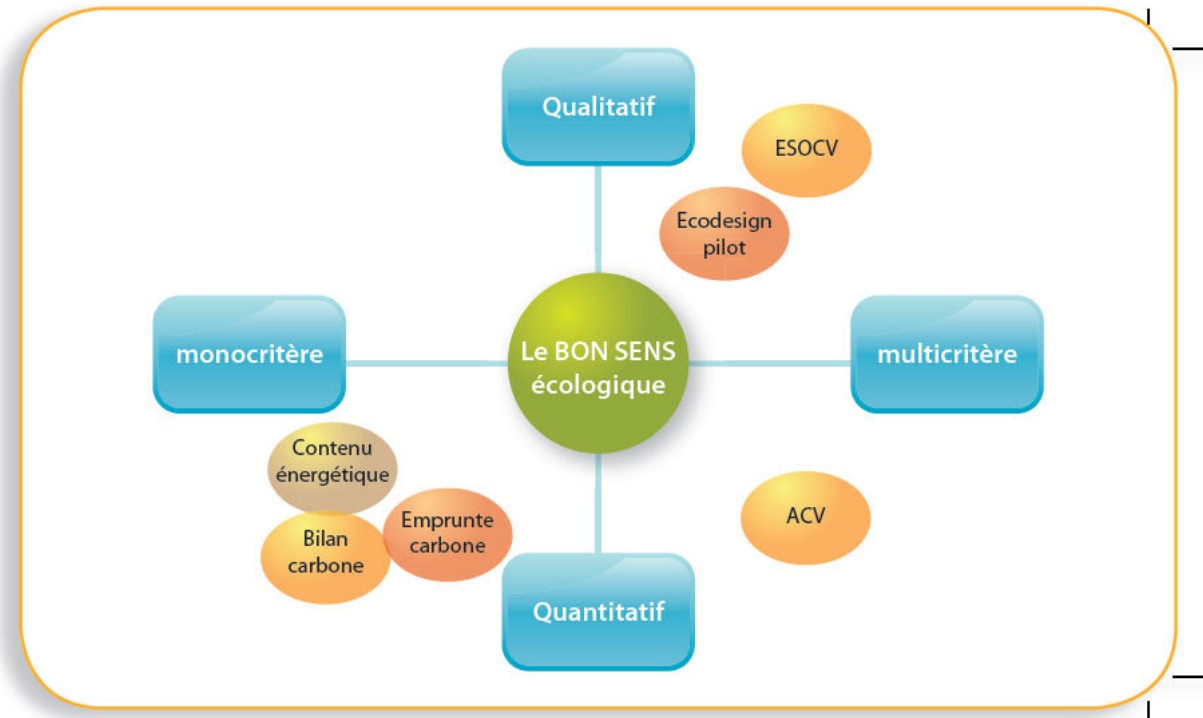 Qualitatif
ESOCV
Ecodesign
pilot
monocritère
Le BON SENS
écologique
multicritère
Contenu
énergétique
Bilan
carbone
Emprunte
carbone
ACV
Quantitatif